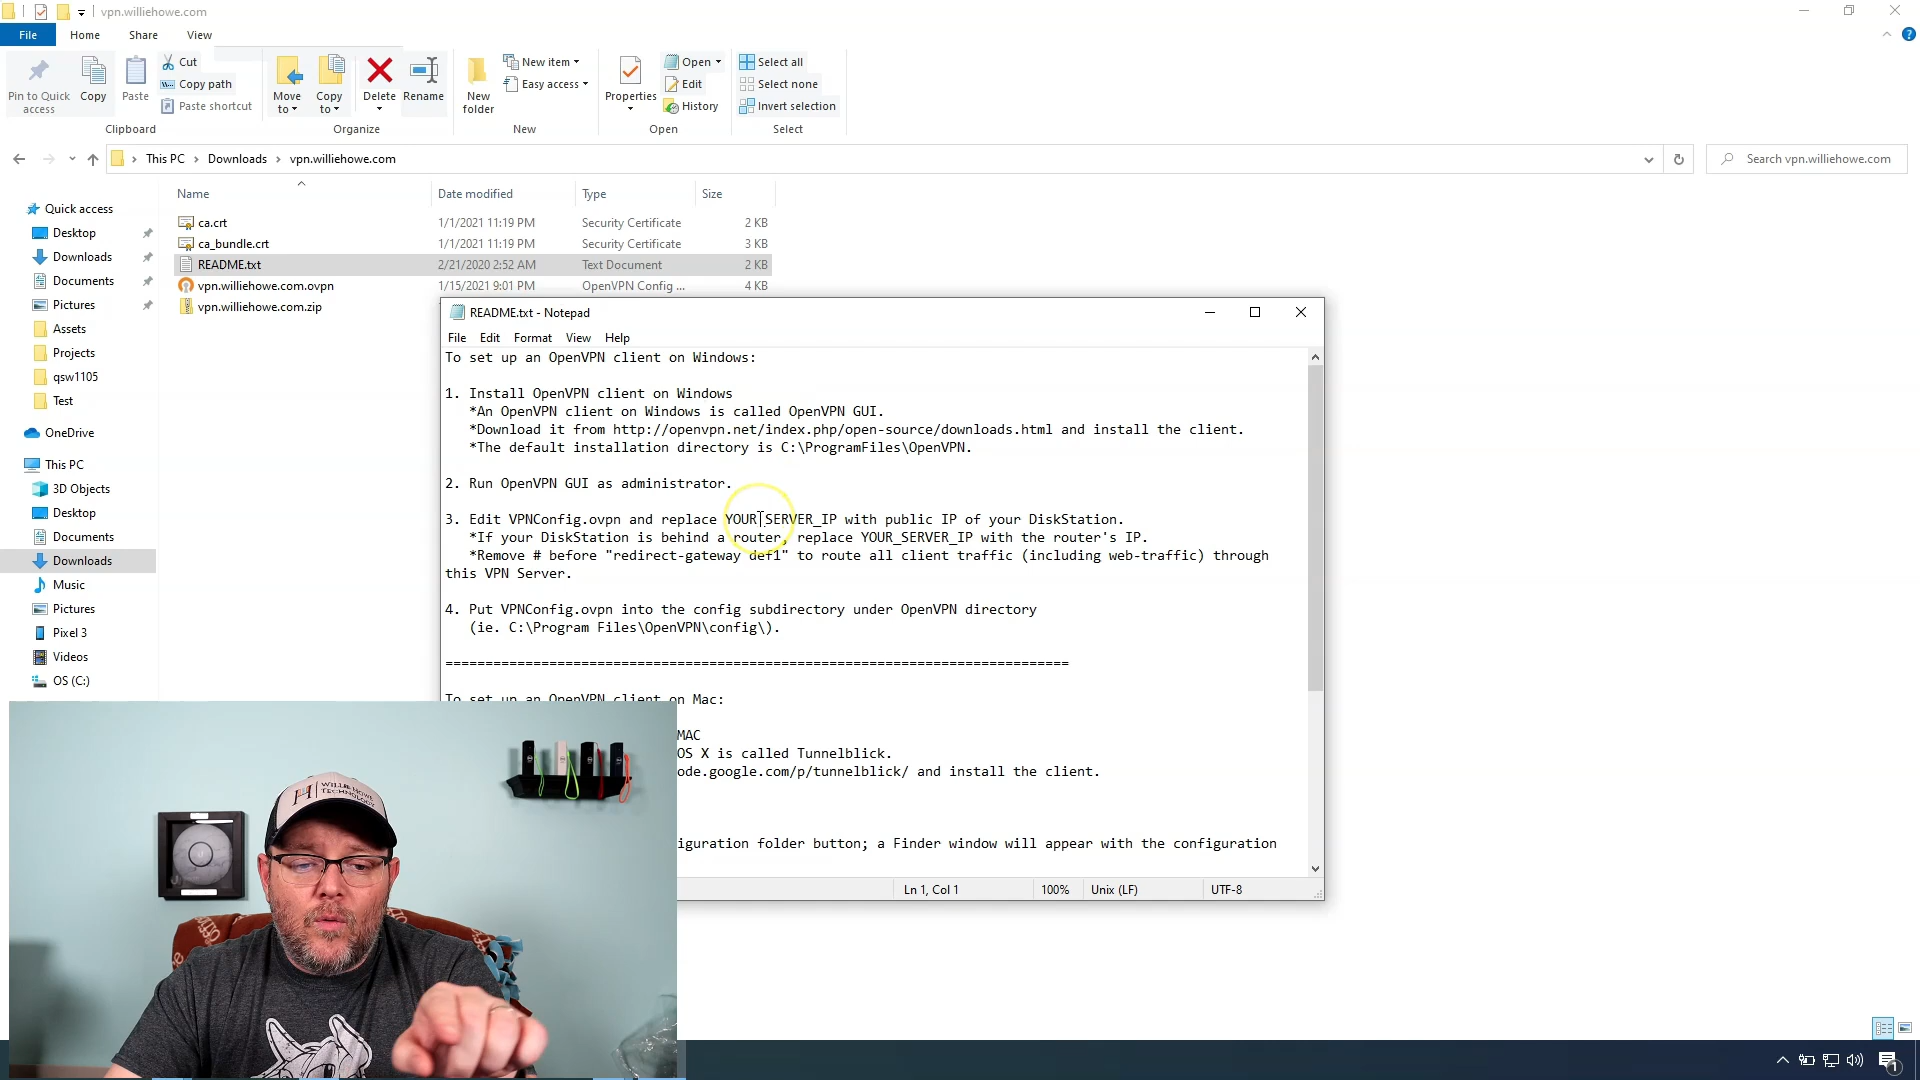 vpn.williehowe.com
File
Home
Share
View
Pin to Quick access
Copy
Paste
Cut
Copy path
Paste shortcut
Clipboard
Move to
Copy to
Delete
Rename
Organize
New folder
New item
Easy access
New
Properties
Open
Edit
History
Open
Select all
Select none
Invert selection
Select
This PC > Downloads > vpn.williehowe.com
Search vpn.williehowe.com
Name Date modified Type Size
ca.crt 1/1/2021 11:19 PM Security Certificate 2 KB
ca_bundle.crt 1/1/2021 11:19 PM Security Certificate 3 KB
README.txt 2/21/2020 2:52 AM Text Document 2 KB
vpn.williehowe.com.ovpn 1/15/2021 9:01 PM OpenVPN Config ... 4 KB
vpn.williehowe.com.zip
Quick access
Desktop
Downloads
Documents
Pictures
Assets
Projects
qsw1105
Test
OneDrive
This PC
3D Objects
Desktop
Documents
Downloads
Music
Pictures
Pixel 3
Videos
OS (C:)
README.txt - Notepad
File Edit Format View Help
To set up an OpenVPN client on Windows:
1. Install OpenVPN client on Windows
*An OpenVPN client on Windows is called OpenVPN GUI.
*Download it from http://openvpn.net/index.php/open-source/downloads.html and install the client.
*The default installation directory is C:\ProgramFiles\OpenVPN.
2. Run OpenVPN GUI as administrator.
3. Edit VPNConfig.ovpn and replace YOUR_SERVER_IP with public IP of your DiskStation.
*If your DiskStation is behind a router, replace YOUR_SERVER_IP with the router's IP.
*Remove # before "redirect-gateway def1" to route all client traffic (including web-traffic) through
this VPN Server.
4. Put VPNConfig.ovpn into the config subdirectory under OpenVPN directory
(ie. C:\Program Files\OpenVPN\config\).
==============================================================================
To set up an OpenVPN client on Mac:
MAC
OS X is called Tunnelblick.
ode.google.com/p/tunnelblick/ and install the client.
iguration folder button; a Finder window will appear with the configuration
Ln 1, Col 1 100% Unix (LF) UTF-8
WILLIE HOWE
TECHNOLOGY
1